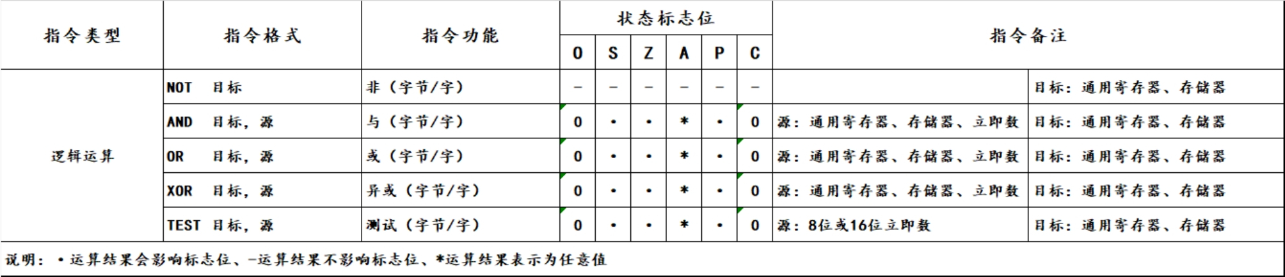 指令类型 指令格式 指令功能 状态标志位 指令备注
O S Z A P C
逻辑运算
NOT 目标 非（字节/字） - - - - - - 目标：通用寄存器、存储器
AND 目标，源 与（字节/字） 0 · · * · 0 源：通用寄存器、存储器、立即数 目标：通用寄存器、存储器
OR 目标，源 或（字节/字） 0 · · * · 0 源：通用寄存器、存储器、立即数 目标：通用寄存器、存储器
XOR 目标，源 异或（字节/字） 0 · · * · 0 源：通用寄存器、存储器、立即数 目标：通用寄存器、存储器
TEST 目标，源 测试（字节/字） 0 · · * · 0 源：8位或16位立即数 目标：通用寄存器、存储器
说明：·运算结果会影响标志位、-运算结果不影响标志位、*运算结果表示为任意值